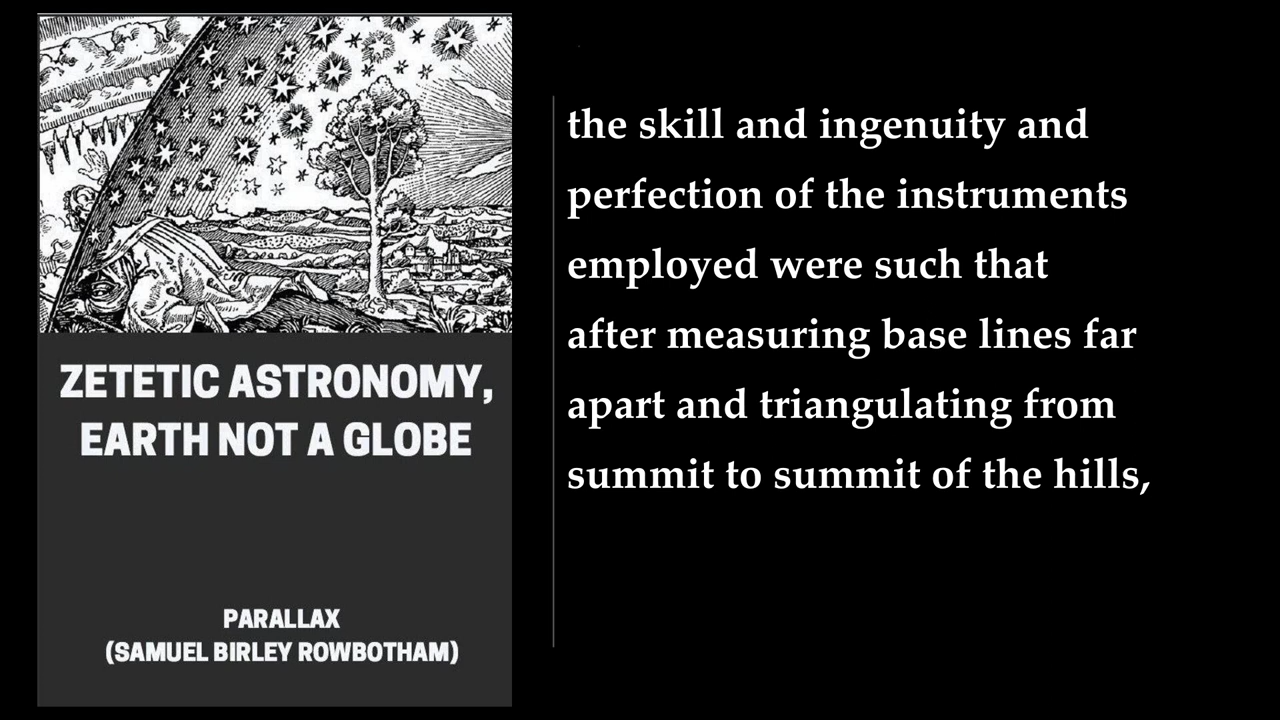 ZETETIC ASTRONOMY,
EARTH NOT A GLOBE
PARALLAX
(SAMUEL BIRLEY ROWBOTHAM)
the skill and ingenuity and
perfection of the instruments
employed were such that
after measuring base lines far
apart and triangulating from
summit to summit of the hills,